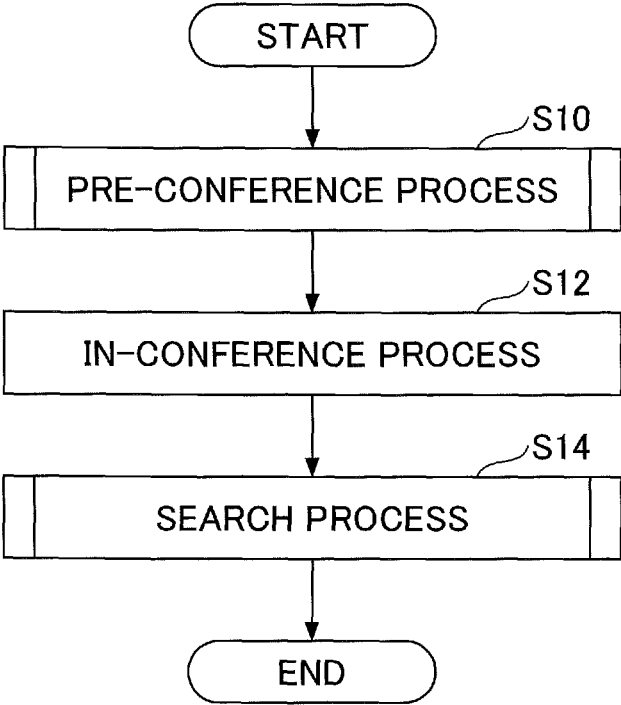 START
S10
PRE-CONFERENCE PROCESS
S12
IN-CONFERENCE PROCESS
S14
SEARCH PROCESS
END